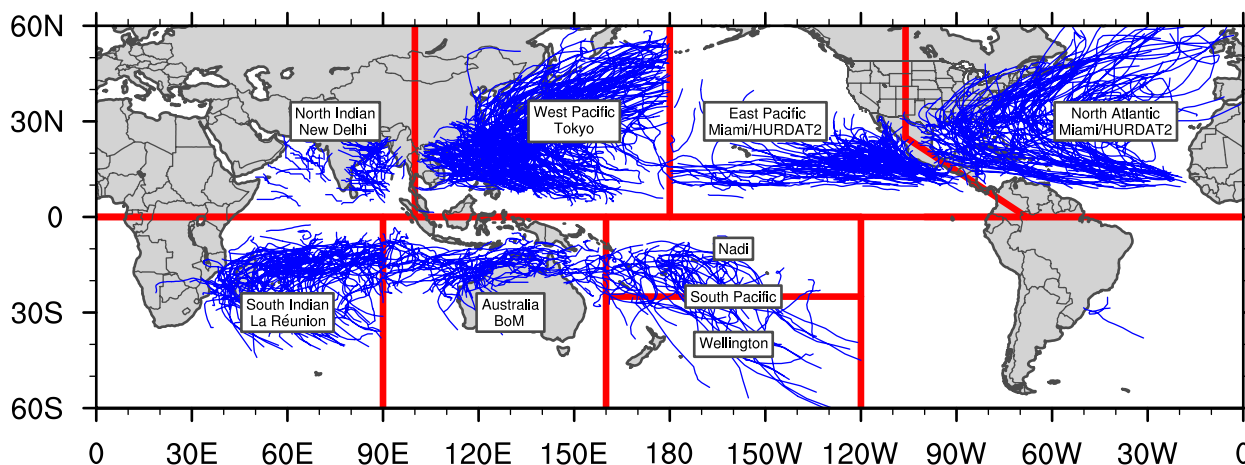 60N
30N
0
30S
60S
North Indian
New Delhi
West Pacific
Tokyo
East Pacific
Miami/HURDAT2
North Atlantic
Miami/HURDAT2
South Indian
La Réunion
Australia
BoM
Nadi
South Pacific
Wellington
0 30E 60E 90E 120E 150E 180 150W 120W 90W 60W 30W 0